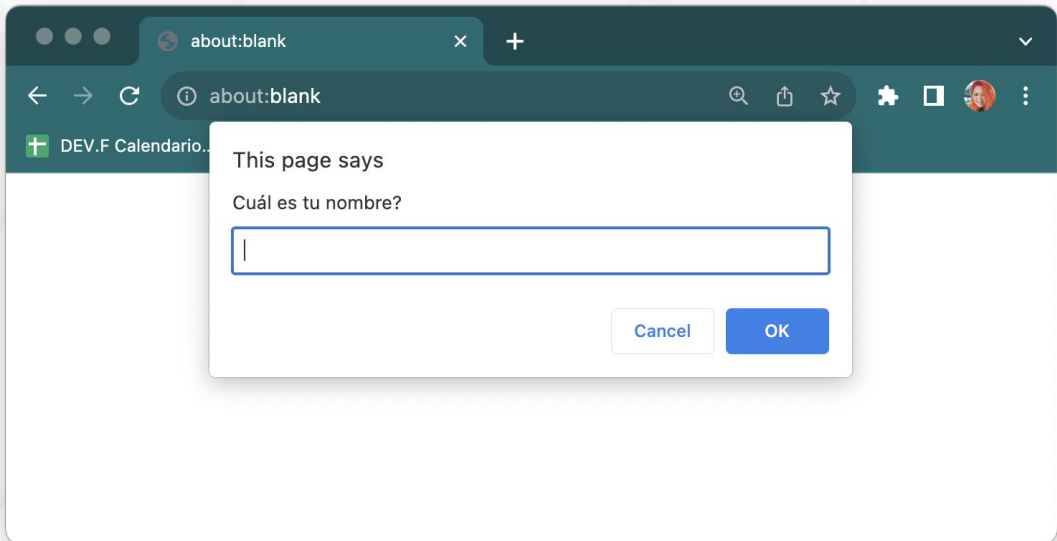 about:blank
about:blank
DEV.F Calendario...
This page says
Cuál es tu nombre?
Cancel
OK